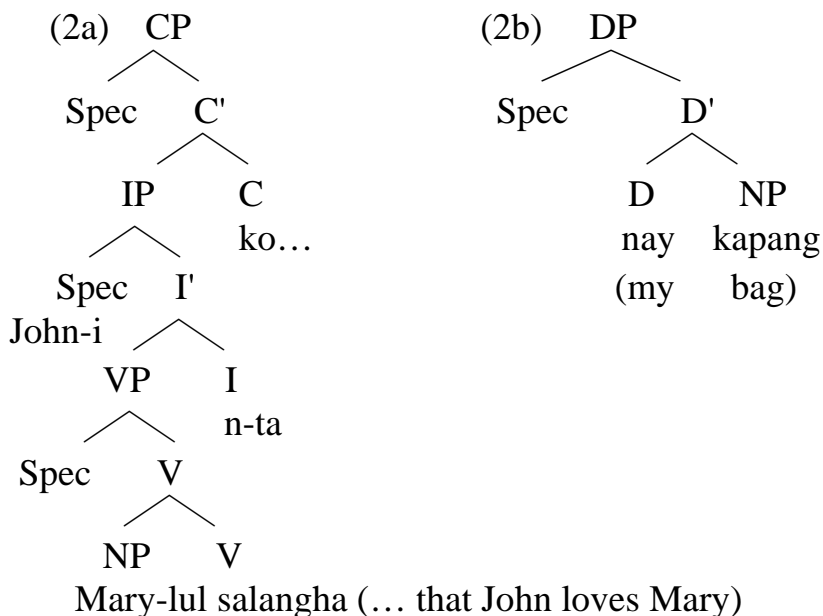 (2a) CP (2b) DP
Spec C' Spec D'
IP C D NP
ko… nay kapang
Spec I' (my bag)
John-i
VP I
n-ta
Spec V
NP V
Mary-lul salangha (… that John loves Mary)